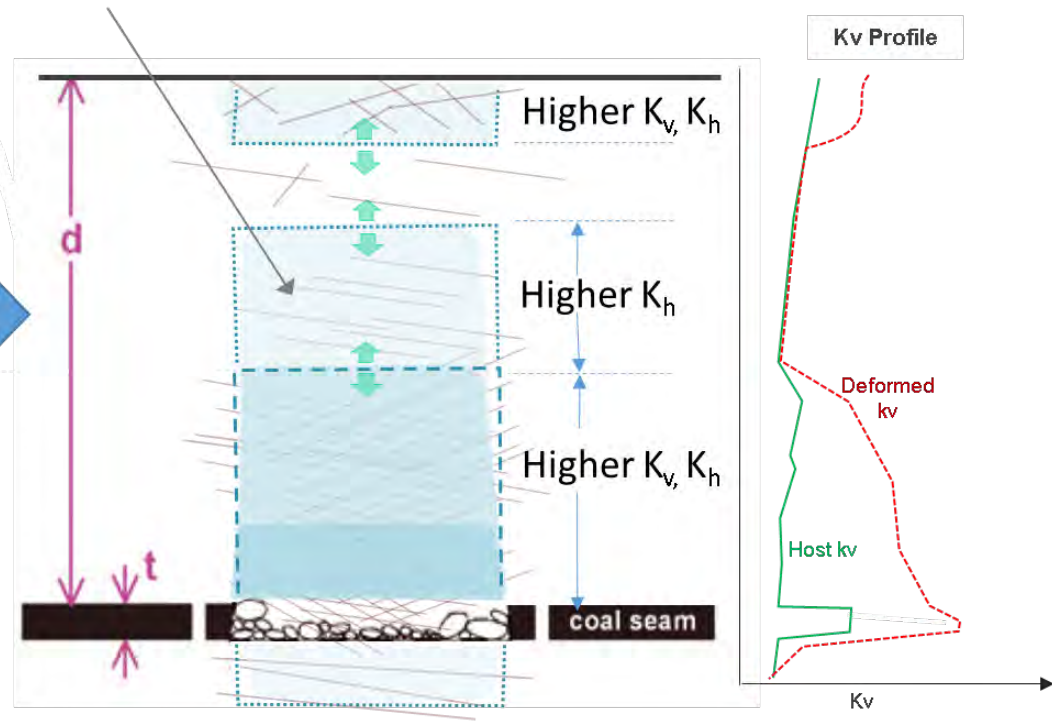 Kv Profile
Higher Kv, Kh
d
Higher Kh
Deformed
kv
Higher Kv, Kh
Host kv
t
coal seam
Kv